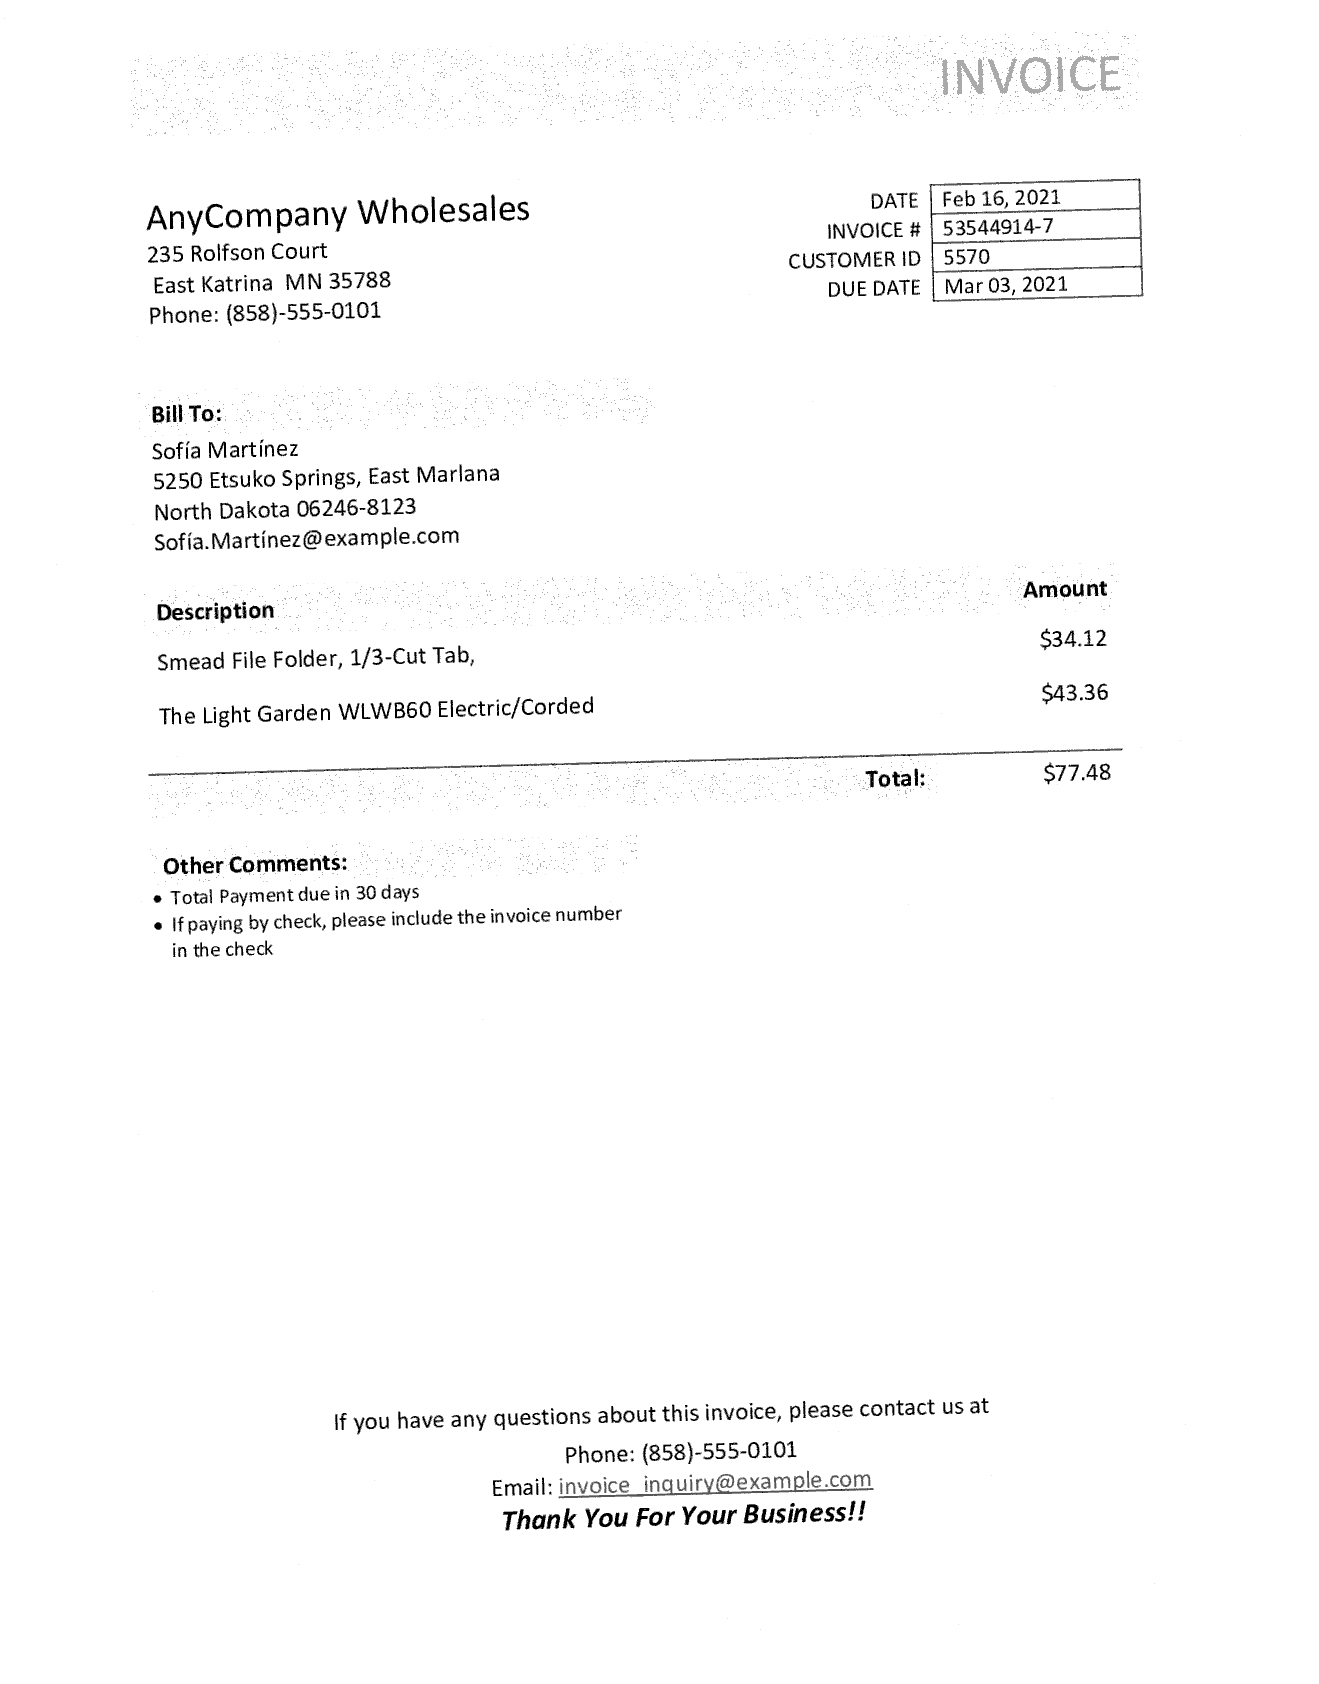 INVOICE
AnyCompany Wholesales
235 Rolfson Court
East Katrina MN 35788
Phone: (858)-555-0101
DATE Feb 16, 2021
INVOICE # 53544914-7
CUSTOMER ID 5570
DUE DATE Mar 03, 2021
Bill To:
Sofía Martínez
5250 Etsuko Springs, East Marlana
North Dakota 06246-8123
Sofía.Martínez@example.com
Description Amount
Smead File Folder, 1/3-Cut Tab, $34.12
The Light Garden WLWB60 Electric/Corded $43.36
Total: $77.48
Other Comments:
• Total Payment due in 30 days
• If paying by check, please include the invoice number
in the check
If you have any questions about this invoice, please contact us at
Phone: (858)-555-0101
Email: invoice_inquiry@example.com
Thank You For Your Business!!